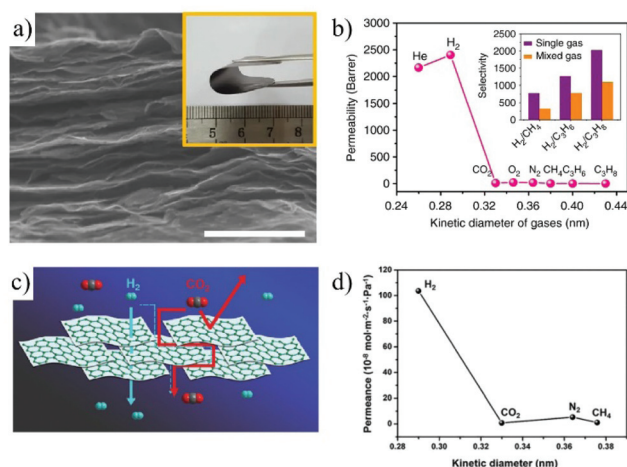 a)
5 6 7 8
b)
Permeability (Barrer)
3000
2500
2000
1500
1000
500
0
He
H₂
CO₂ O₂ N₂ CH₄ C₃H₆ C₃H₈
0.24 0.28 0.32 0.36 0.40 0.44
Kinetic diameter of gases (nm)
Selectivity
2500
2000
1500
1000
500
0
Single gas
Mixed gas
H₂/CH₄
H₂/C₃H₆
H₂/C₃H₈
c)
H₂
CO₂
d)
Permeance (10⁻⁸ mol·m⁻²·s⁻¹·Pa⁻¹)
120
100
80
60
40
20
0
H₂
CO₂
N₂
CH₄
0.28 0.30 0.32 0.34 0.36 0.38
Kinetic diameter (nm)